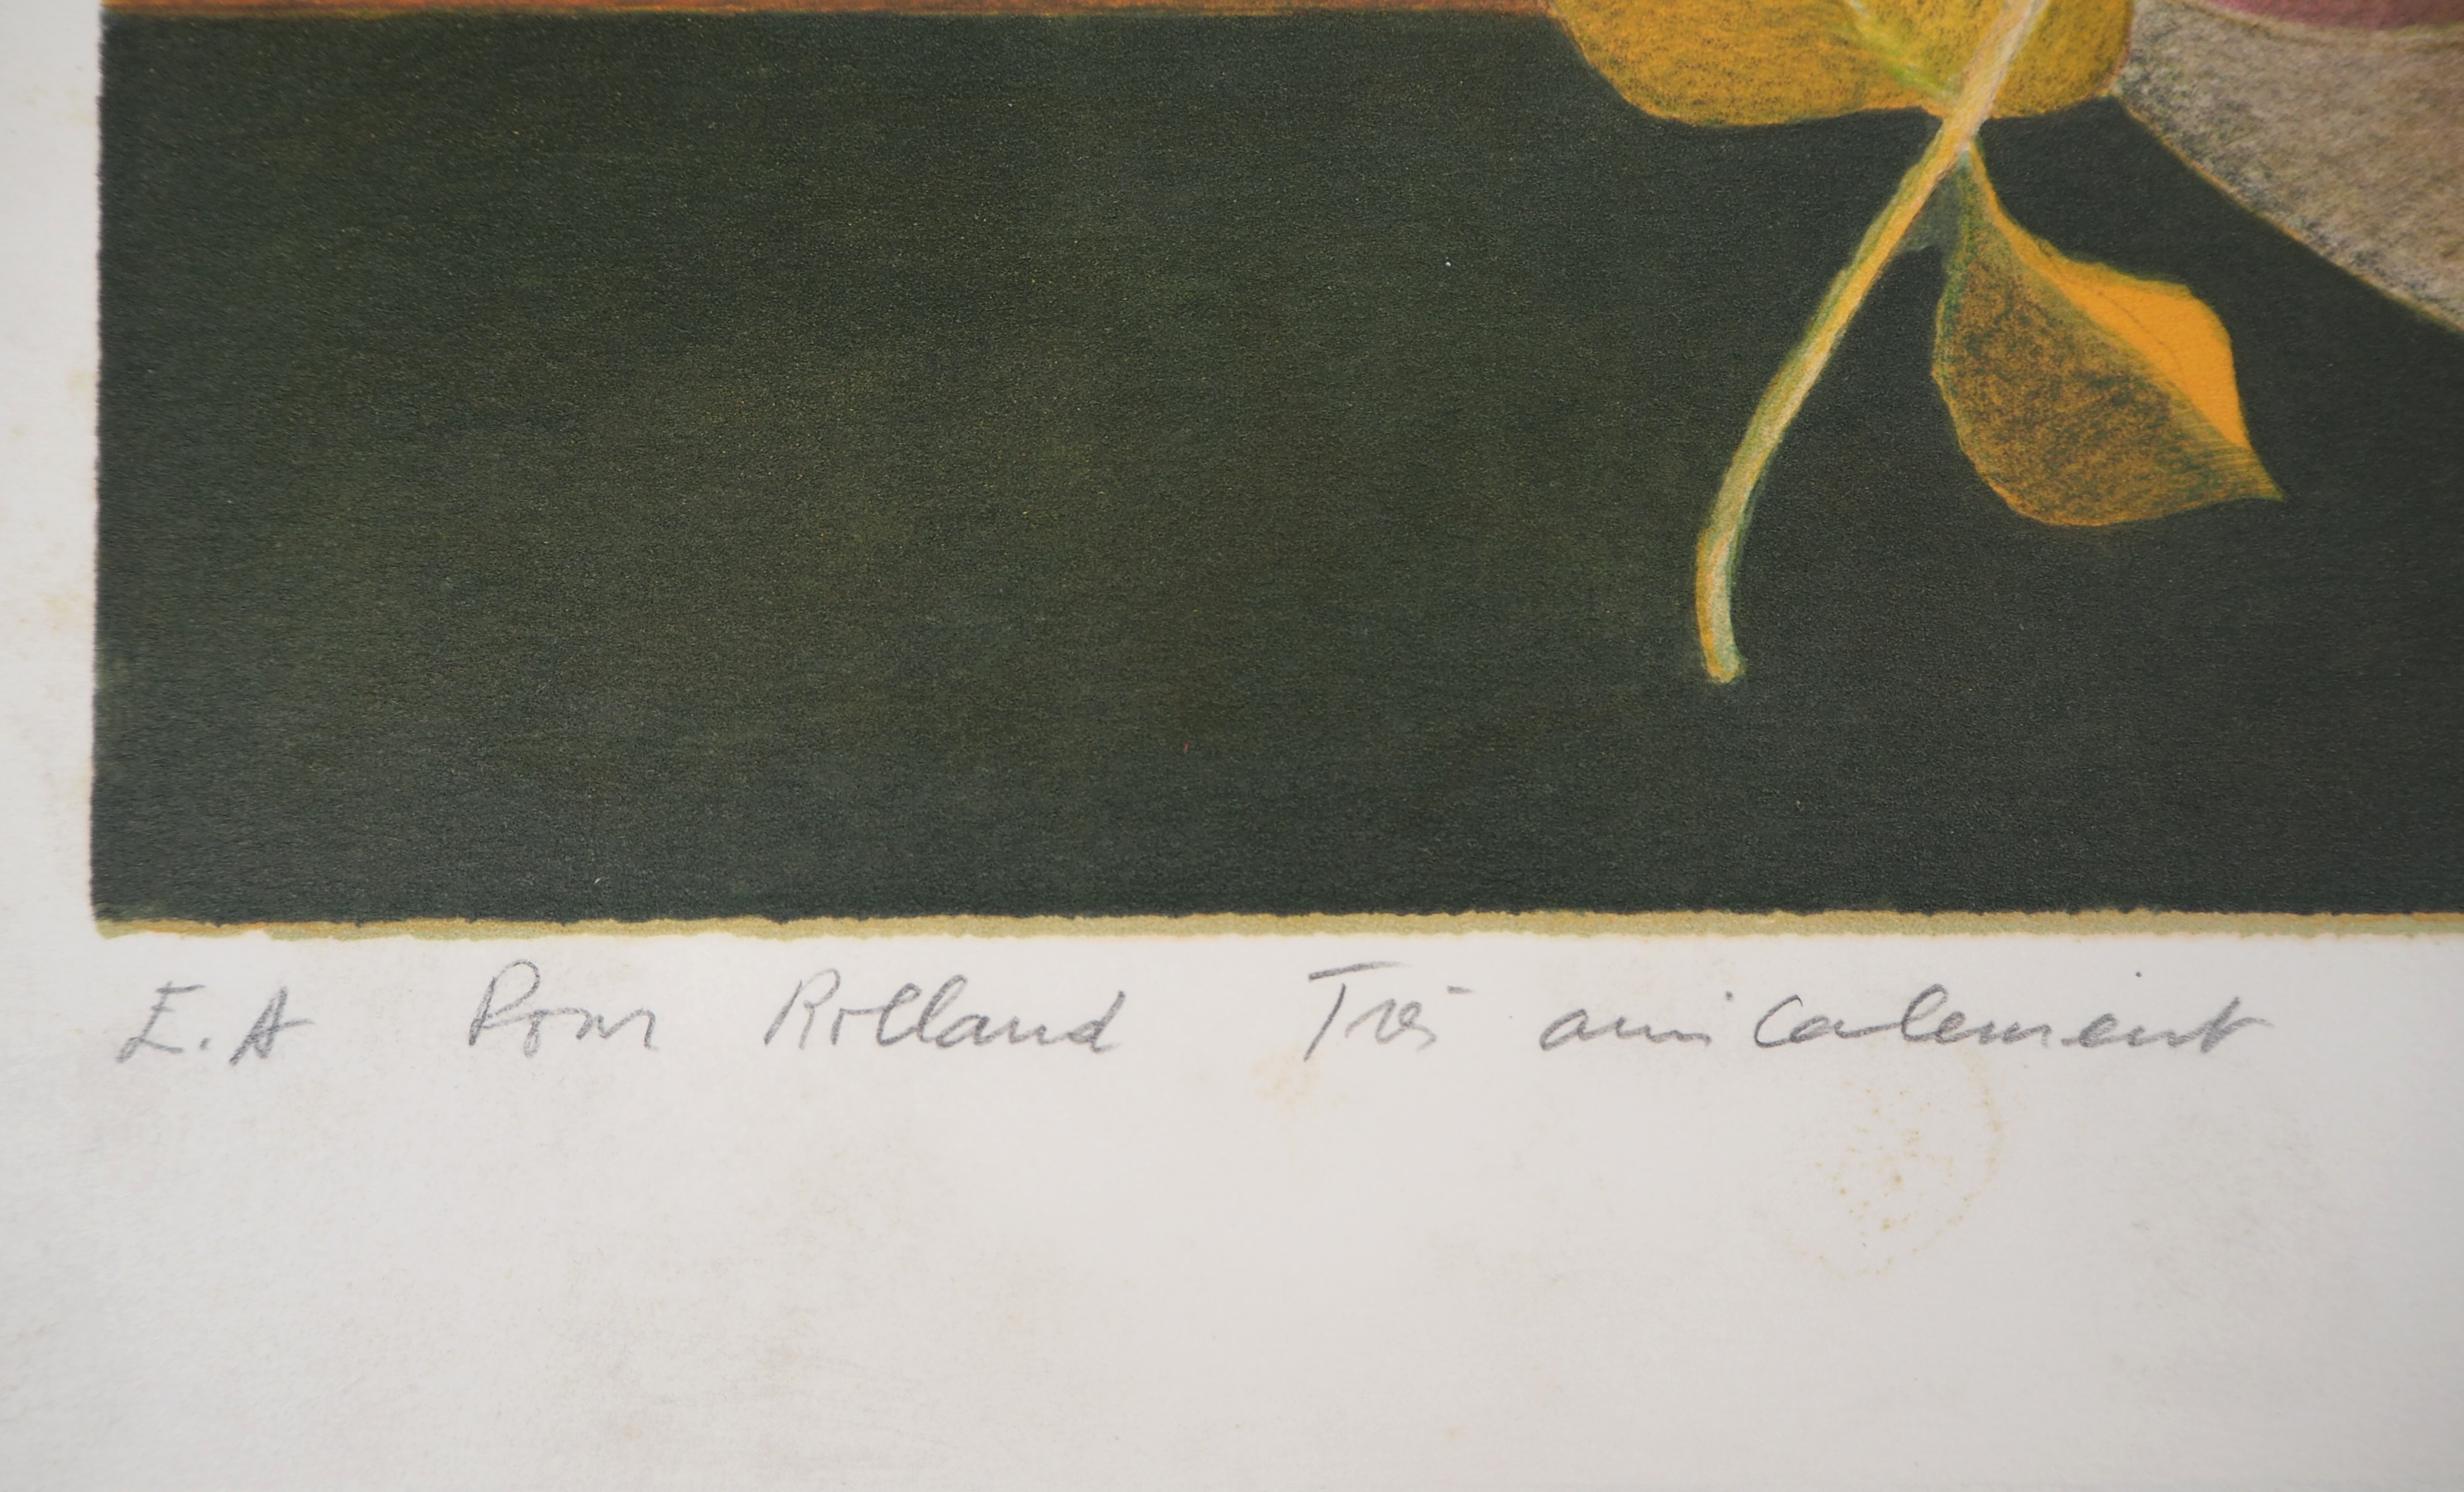 E.A Pour Rolland Très amicalement